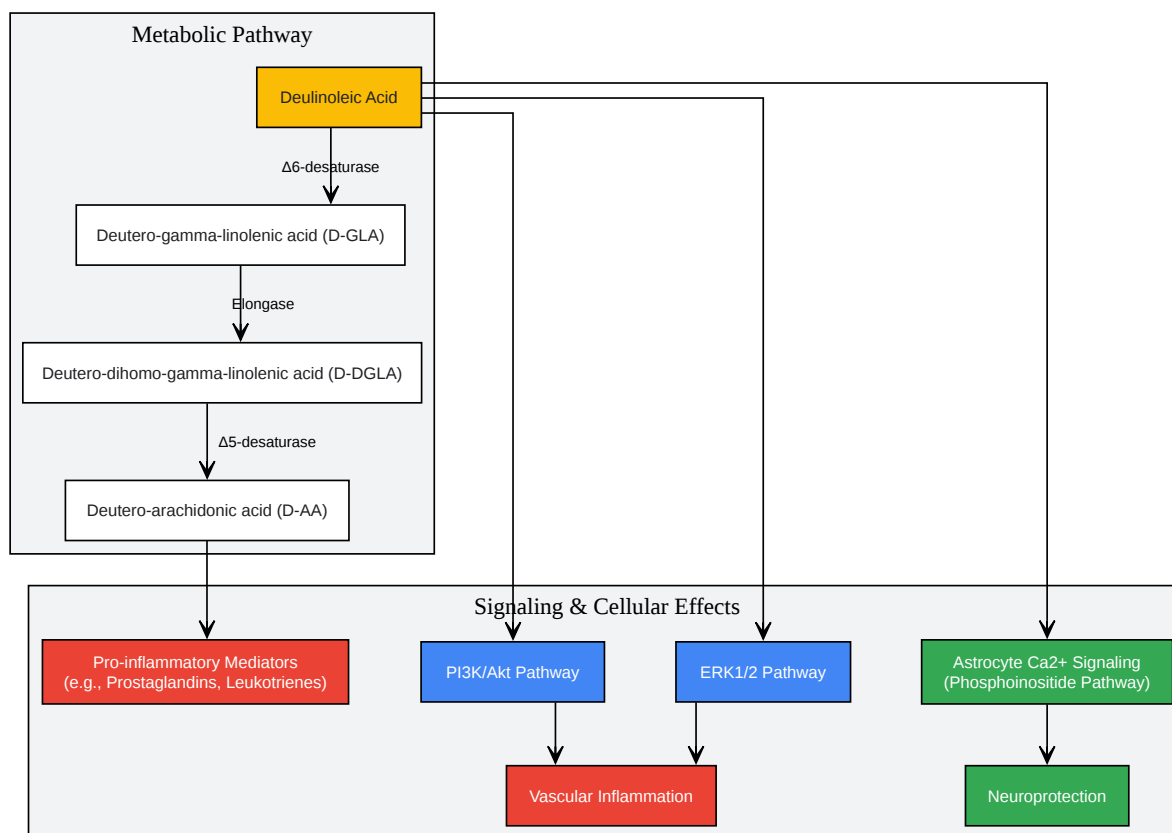 Metabolic Pathway
Deulinoleic Acid
Δ6-desaturase
Deutero-gamma-linolenic acid (D-GLA)
Elongase
Deutero-dihomo-gamma-linolenic acid (D-DGLA)
Δ5-desaturase
Deutero-arachidonic acid (D-AA)
Signaling & Cellular Effects
Pro-inflammatory Mediators
(e.g., Prostaglandins, Leukotrienes)
PI3K/Akt Pathway
ERK1/2 Pathway
Astrocyte Ca2+ Signaling
(Phosphoinositide Pathway)
Vascular Inflammation
Neuroprotection